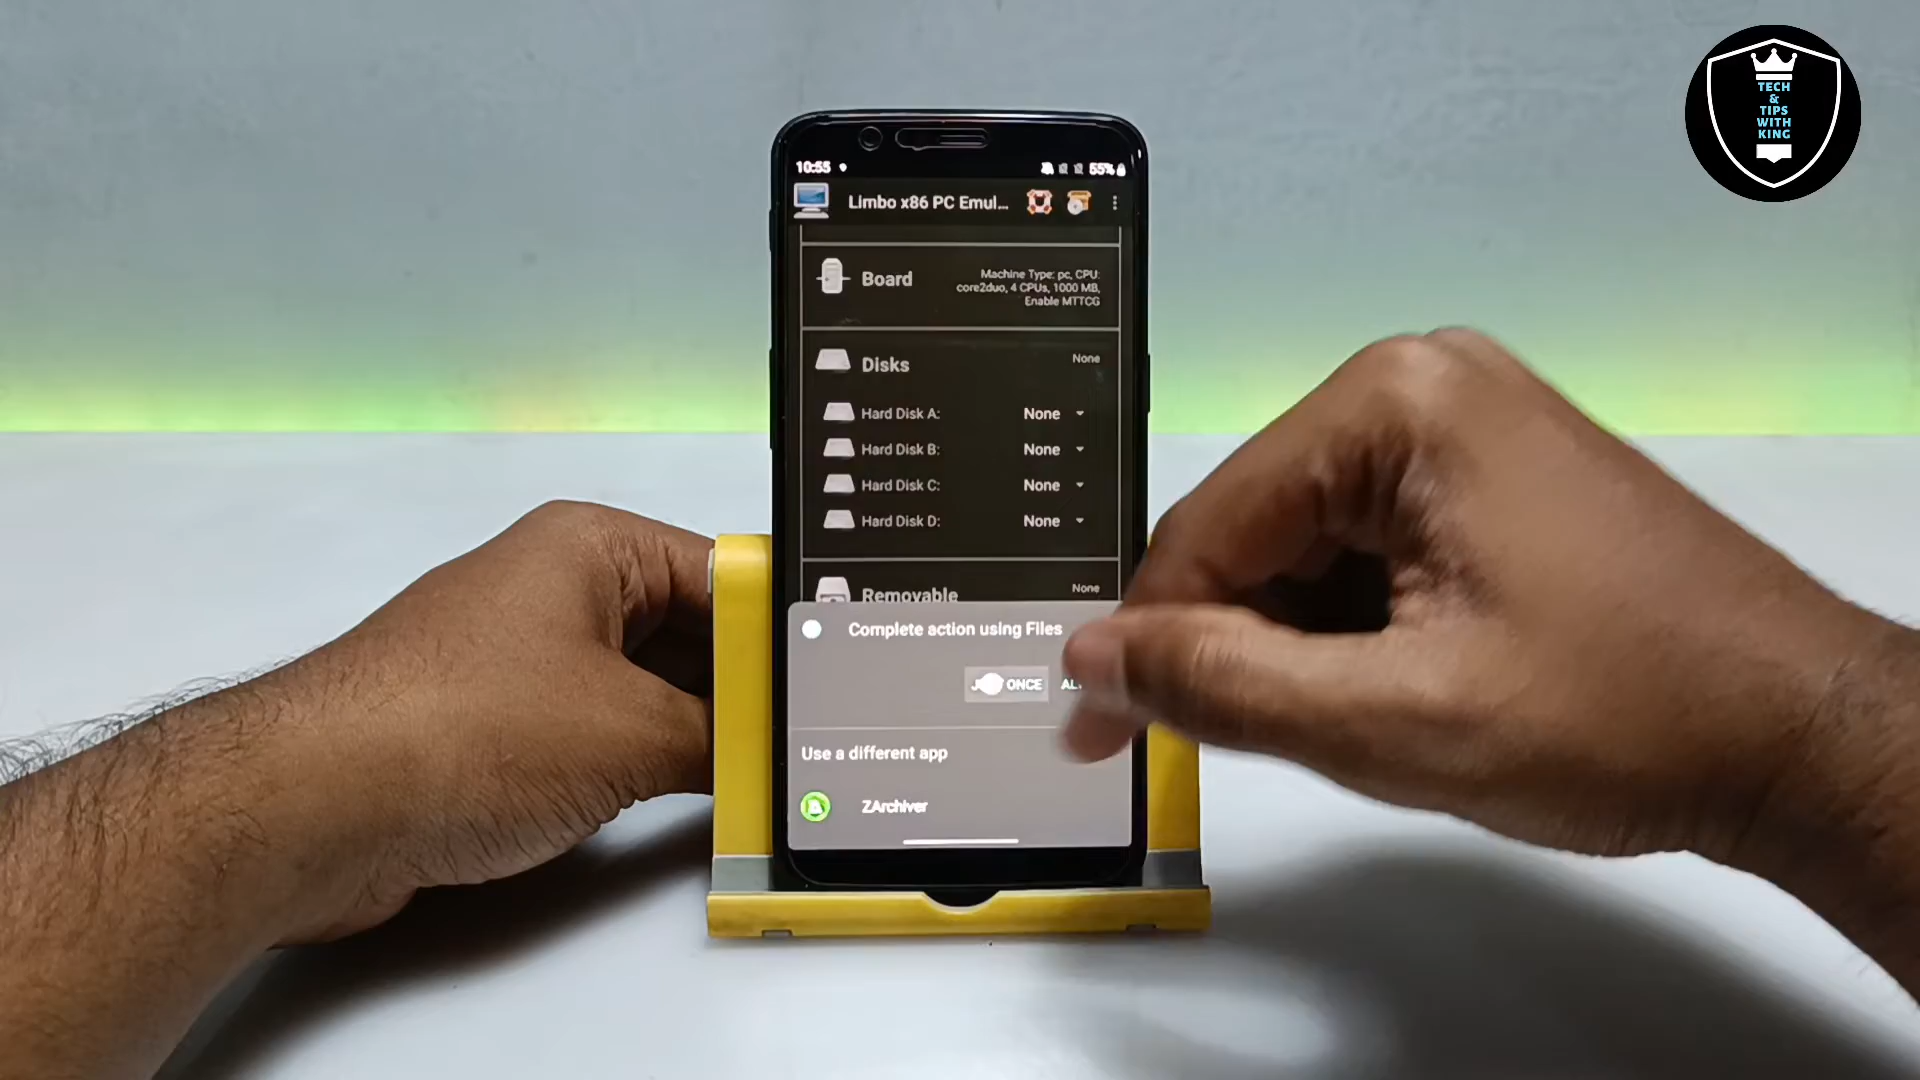 TECH
&
TIPS
WITH
KING
10:55
55%
Limbo x86 PC Emul...
Board
Machine Type: pc, CPU:
core2duo, 4 CPUs, 1000 MB,
Enable MTTCG
Disks
None
Hard Disk A:
None
Hard Disk B:
None
Hard Disk C:
None
Hard Disk D:
None
Removable
None
Complete action using Files
ONCE
Use a different app
ZArchiver